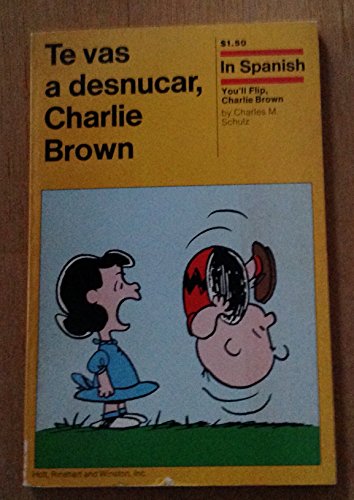 Te vas
a desnucar,
Charlie
Brown
$1.50
In Spanish
You'll Flip,
Charlie Brown
by Charles M.
Schulz
Holt, Rinehart and Winston, Inc.